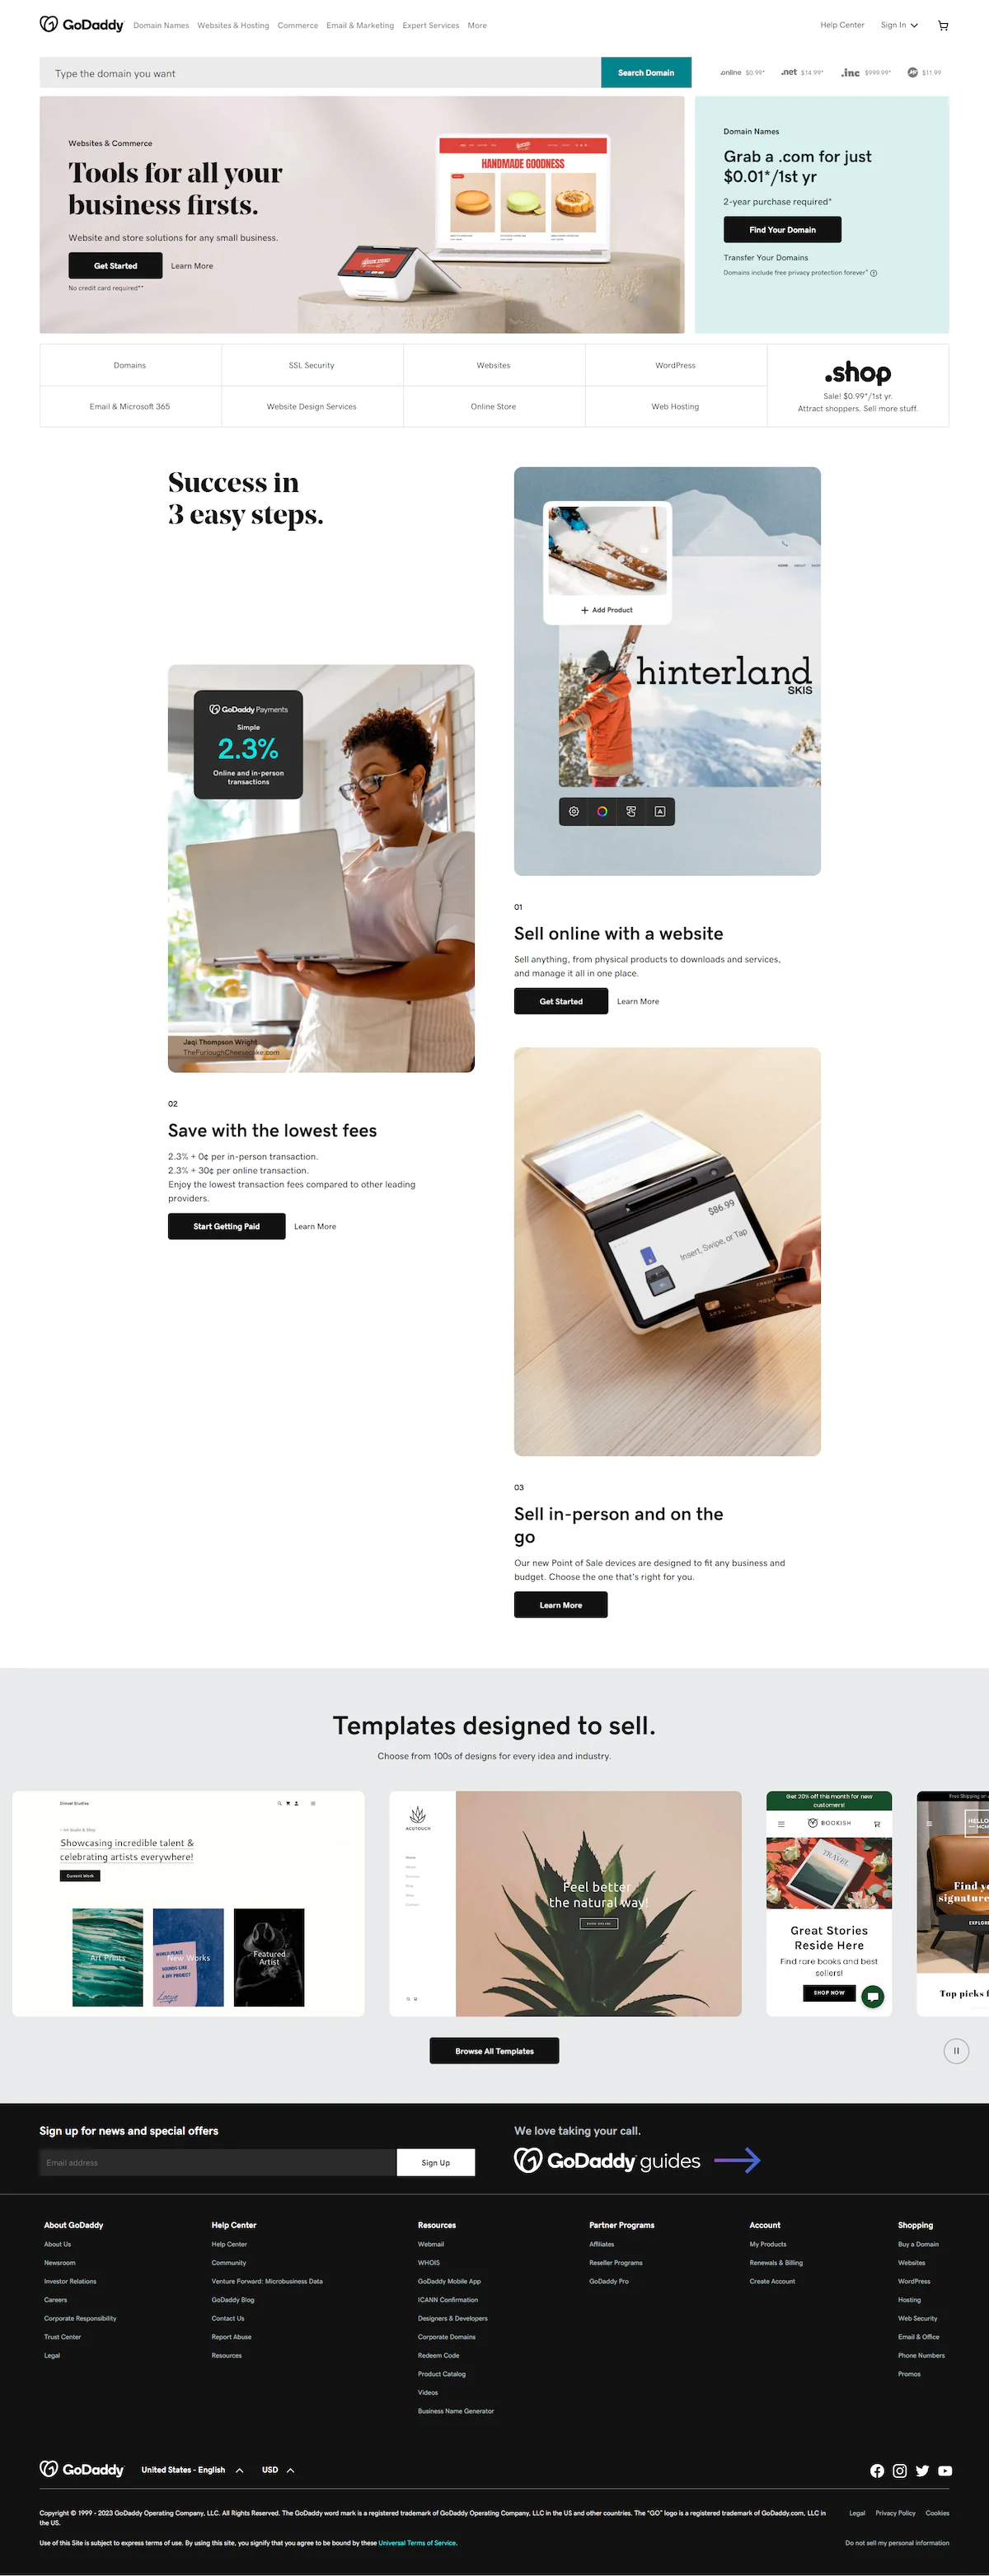 GoDaddy
Domain Names Websites & Hosting Commerce Email & Marketing Expert Services More
Help Center Sign In
Type the domain you want
Search Domain
.online $0.99*
.net $14.99*
.inc $999.99*
$11.99
Websites & Commerce
Tools for all your
business firsts.
Website and store solutions for any small business.
Get Started Learn More
No credit card required**
HANDMADE GOODNESS
Domain Names
Grab a .com for just
$0.01*/1st yr
2-year purchase required*
Find Your Domain
Transfer Your Domains
Domains include free privacy protection forever^
Domains
SSL Security
Websites
WordPress
Email & Microsoft 365
Website Design Services
Online Store
Web Hosting
.shop
Sale! $0.99*/1st yr.
Attract shoppers. Sell more stuff.
Success in
3 easy steps.
+ Add Product
hinterland
SKIS
A
01
Sell online with a website
Sell anything, from physical products to downloads and services,
and manage it all in one place.
Get Started Learn More
GoDaddy Payments
Simple
2.3%
Online and in-person
transactions
Jaqi Thompson Wright
TheFurloughCheesecake.com
02
Save with the lowest fees
2.3% + 0¢ per in-person transaction.
2.3% + 30¢ per online transaction.
Enjoy the lowest transaction fees compared to other leading
providers.
Start Getting Paid Learn More
$86.99
Insert, Swipe, or Tap
CREDIT BANK
03
Sell in-person and on the
go
Our new Point of Sale devices are designed to fit any business and
budget. Choose the one that's right for you.
Learn More
Templates designed to sell.
Choose from 100s of designs for every idea and industry.
Showcasing incredible talent &
celebrating artists everywhere!
Current Work
Art Prints
New Works
Featured
Artist
ACUTOUCH
Feel better
the natural way!
Get 20% off this month for new
customers!
BOOKISH
TRAVEL
Great Stories
Reside Here
Find rare books and best
sellers!
SHOP NOW
HELLO
Find yo
signature
EXPLOR
Top picks f
Browse All Templates
Sign up for news and special offers
Email address
Sign Up
We love taking your call.
GoDaddy guides
About GoDaddy
About Us
Newsroom
Investor Relations
Careers
Corporate Responsibility
Trust Center
Legal
Help Center
Help Center
Community
Venture Forward: Microbusiness Data
GoDaddy Blog
Contact Us
Report Abuse
Resources
Resources
Webmail
WHOIS
GoDaddy Mobile App
ICANN Confirmation
Designers & Developers
Corporate Domains
Redeem Code
Product Catalog
Videos
Business Name Generator
Partner Programs
Affiliates
Reseller Programs
GoDaddy Pro
Account
My Products
Renewals & Billing
Create Account
Shopping
Buy a Domain
Websites
WordPress
Hosting
Web Security
Email & Office
Phone Numbers
Promos
GoDaddy
United States - English
USD
Copyright © 1999 - 2023 GoDaddy Operating Company, LLC. All Rights Reserved. The GoDaddy word mark is a registered trademark of GoDaddy Operating Company, LLC in the US and other countries. The "GO" logo is a registered trademark of GoDaddy.com, LLC in
the US.
Legal Privacy Policy Cookies
Use of this Site is subject to express terms of use. By using this site, you signify that you agree to be bound by these Universal Terms of Service.
Do not sell my personal information